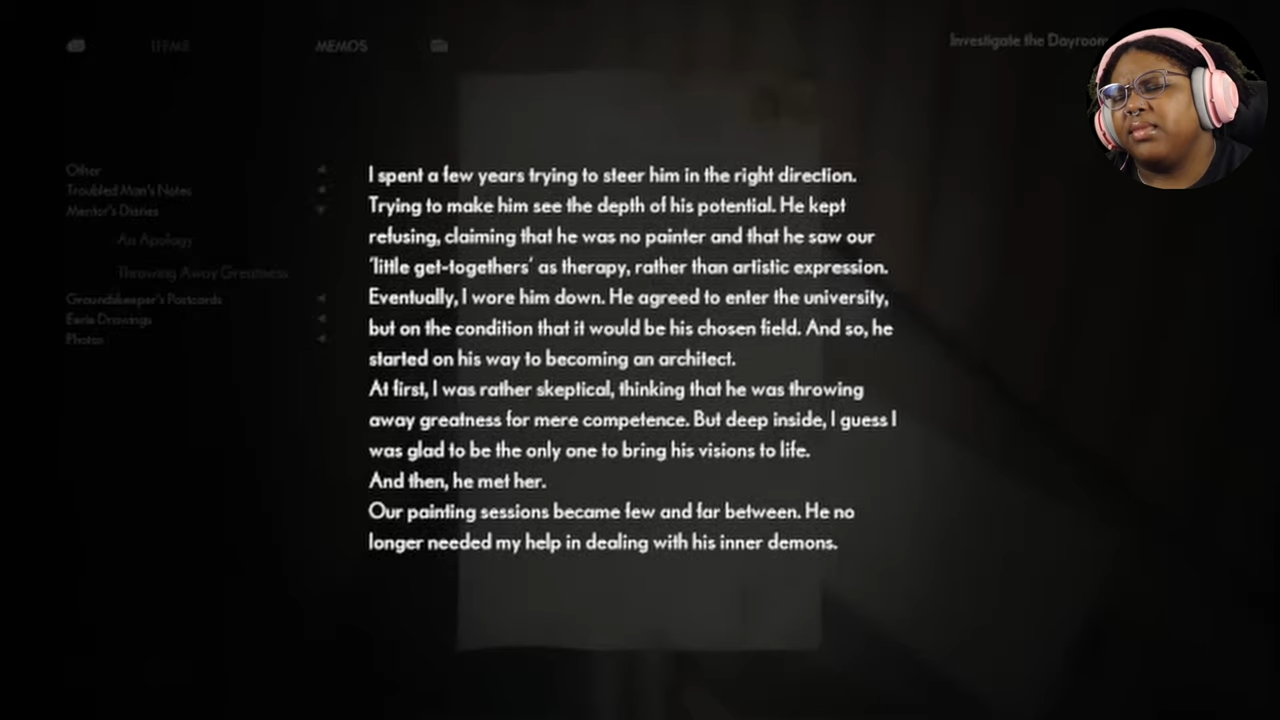 ITEMS
MEMOS
Investigate the Dayroom
Other
Troubled Man's Notes
Mentor's Diaries
An Apology
Throwing Away Greatness
Groundskeeper's Postcards
Eerie Drawings
Photos
I spent a few years trying to steer him in the right direction.
Trying to make him see the depth of his potential. He kept
refusing, claiming that he was no painter and that he saw our
'little get-togethers' as therapy, rather than artistic expression.
Eventually, I wore him down. He agreed to enter the university,
but on the condition that it would be his chosen field. And so, he
started on his way to becoming an architect.
At first, I was rather skeptical, thinking that he was throwing
away greatness for mere competence. But deep inside, I guess I
was glad to be the only one to bring his visions to life.
And then, he met her.
Our painting sessions became few and far between. He no
longer needed my help in dealing with his inner demons.